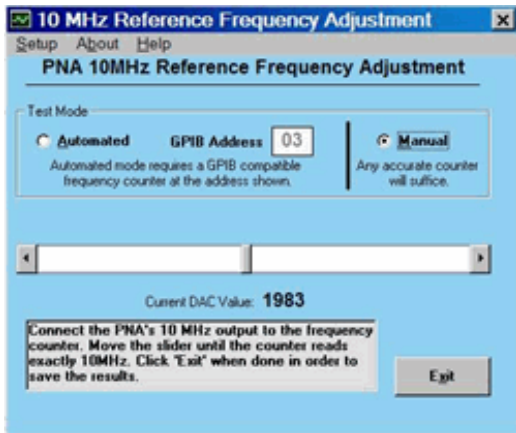 10 MHz Reference Frequency Adjustment
Setup About Help
PNA 10MHz Reference Frequency Adjustment
Test Mode
Automated GPIB Address 03 Manual
Automated mode requires a GPIB compatible frequency counter at the address shown.
Any accurate counter will suffice.
Current DAC Value: 1983
Connect the PNA's 10 MHz output to the frequency
counter. Move the slider until the counter reads
exactly 10MHz. Click "Exit" when done in order to
save the results.
Exit